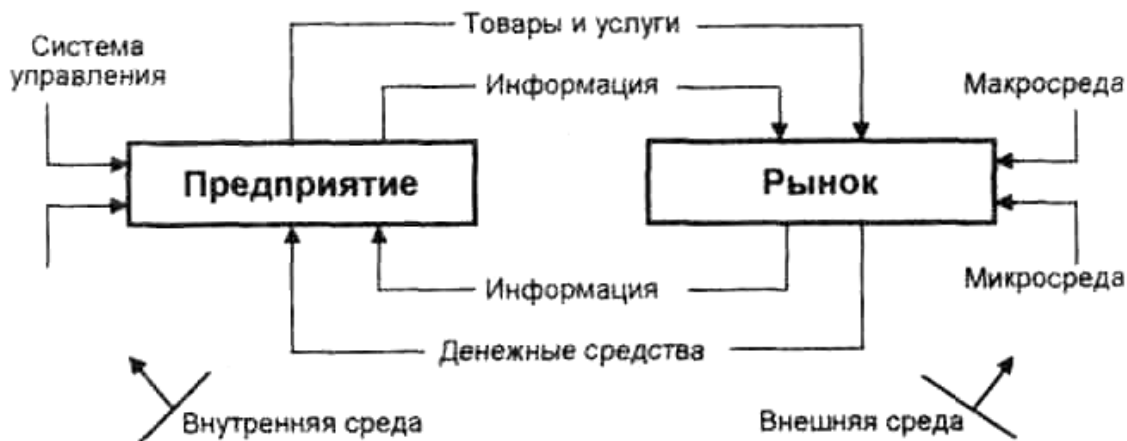 Товары и услуги
Система
управления
Информация
Макросреда
Предприятие
Рынок
Информация
Микросреда
Денежные средства
Внутренняя среда
Внешняя среда